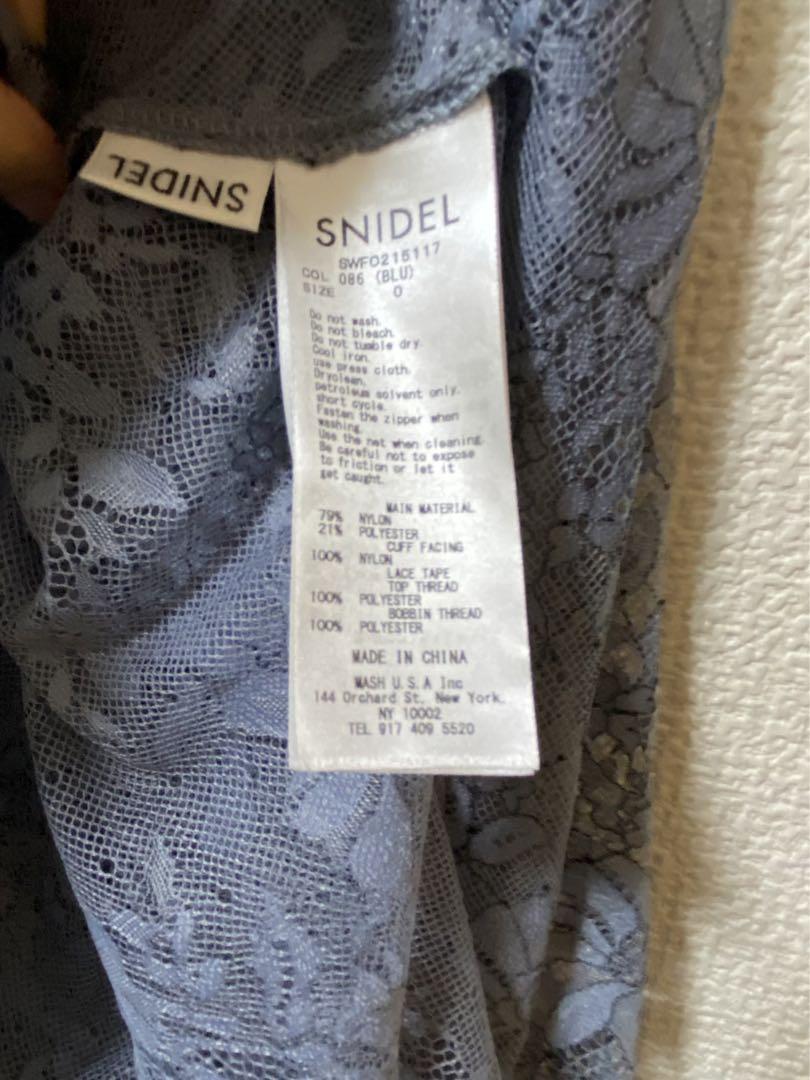 SNIDEL
SNIDEL
SWFO215117
COL 086 (BLU)
SIZE 0
Do not wash.
Do not bleach.
Do not tumble dry.
Cool iron.
use press cloth.
Dryclean.
petroleum solvent only.
short cycle.
Fasten the zipper when
washing.
Use the net when cleaning.
Be careful not to expose
to friction or let it
get caught.
MAIN MATERIAL
79% NYLON
21% POLYESTER
CUFF FACING
100% NYLON
LACE TAPE
TOP THREAD
100% POLYESTER
BOBBIN THREAD
100% POLYESTER
MADE IN CHINA
MASH U.S.A Inc
144 Orchard St. New York.
NY 10002
TEL 917 409 5520